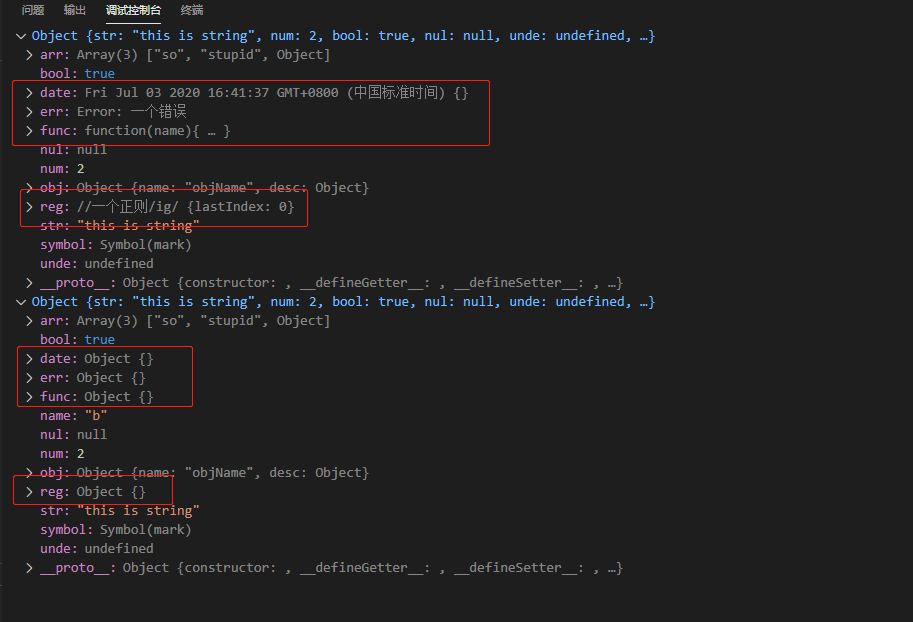 问题 输出 调试控制台 终端
Object {str: "this is string", num: 2, bool: true, nul: null, unde: undefined, …}
arr: Array(3) ["so", "stupid", Object]
bool: true
date: Fri Jul 03 2020 16:41:37 GMT+0800 (中国标准时间) {}
err: Error: 一个错误
func: function(name){ … }
nul: null
num: 2
obj: Object {name: "objName", desc: Object}
reg: //一个正则/ig/ {lastIndex: 0}
str: "this is string"
symbol: Symbol(mark)
unde: undefined
__proto__: Object {constructor: , __defineGetter__: , __defineSetter__: , …}
Object {str: "this is string", num: 2, bool: true, nul: null, unde: undefined, …}
arr: Array(3) ["so", "stupid", Object]
bool: true
date: Object {}
err: Object {}
func: Object {}
name: "b"
nul: null
num: 2
obj: Object {name: "objName", desc: Object}
reg: Object {}
str: "this is string"
symbol: Symbol(mark)
unde: undefined
__proto__: Object {constructor: , __defineGetter__: , __defineSetter__: , …}